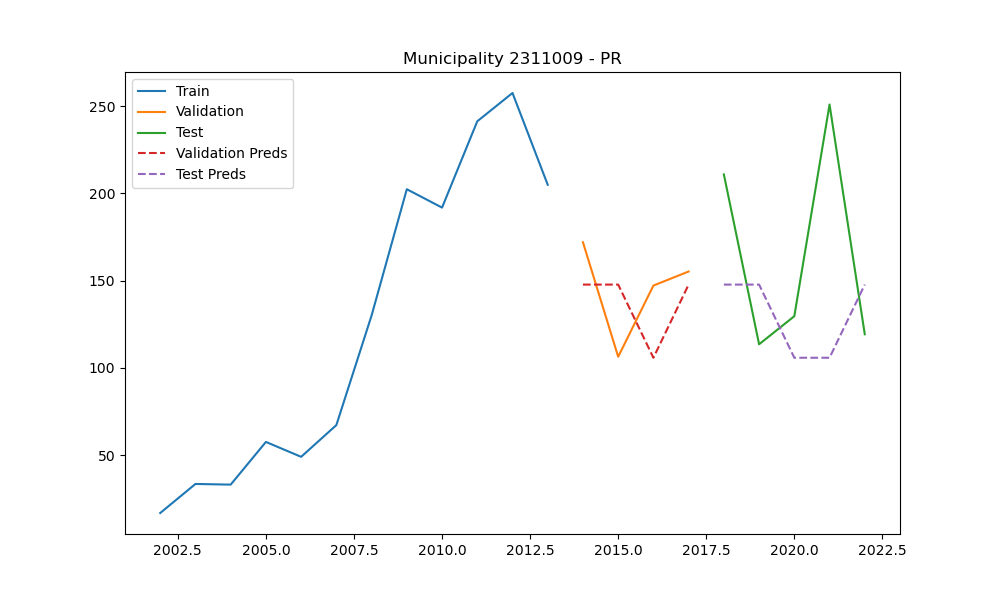 Municipality 2311009 - PR
Train
Validation
Test
Validation Preds
Test Preds
250
200
150
100
50
2002.5 2005.0 2007.5 2010.0 2012.5 2015.0 2017.5 2020.0 2022.5